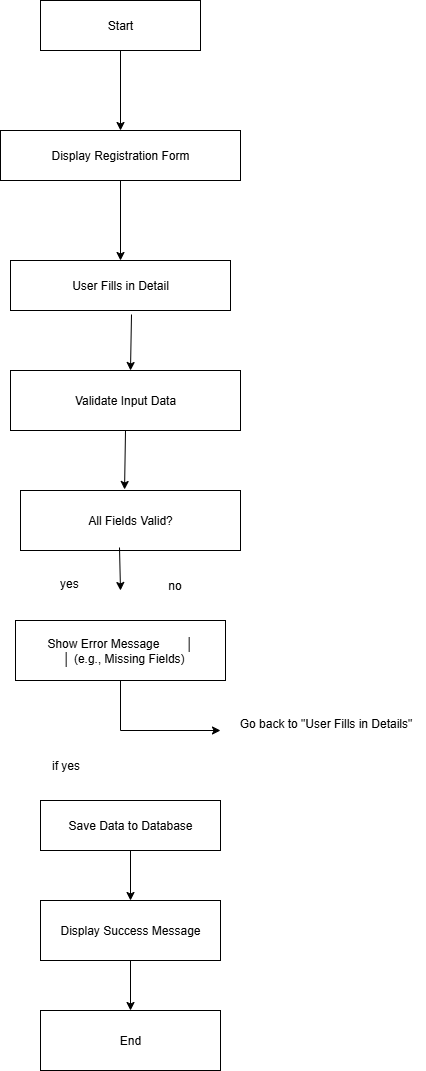 Start
Display Registration Form
User Fills in Detail
Validate Input Data
All Fields Valid?
yes
no
Show Error Message │
│ (e.g., Missing Fields)
Go back to "User Fills in Details"
if yes
Save Data to Database
Display Success Message
End